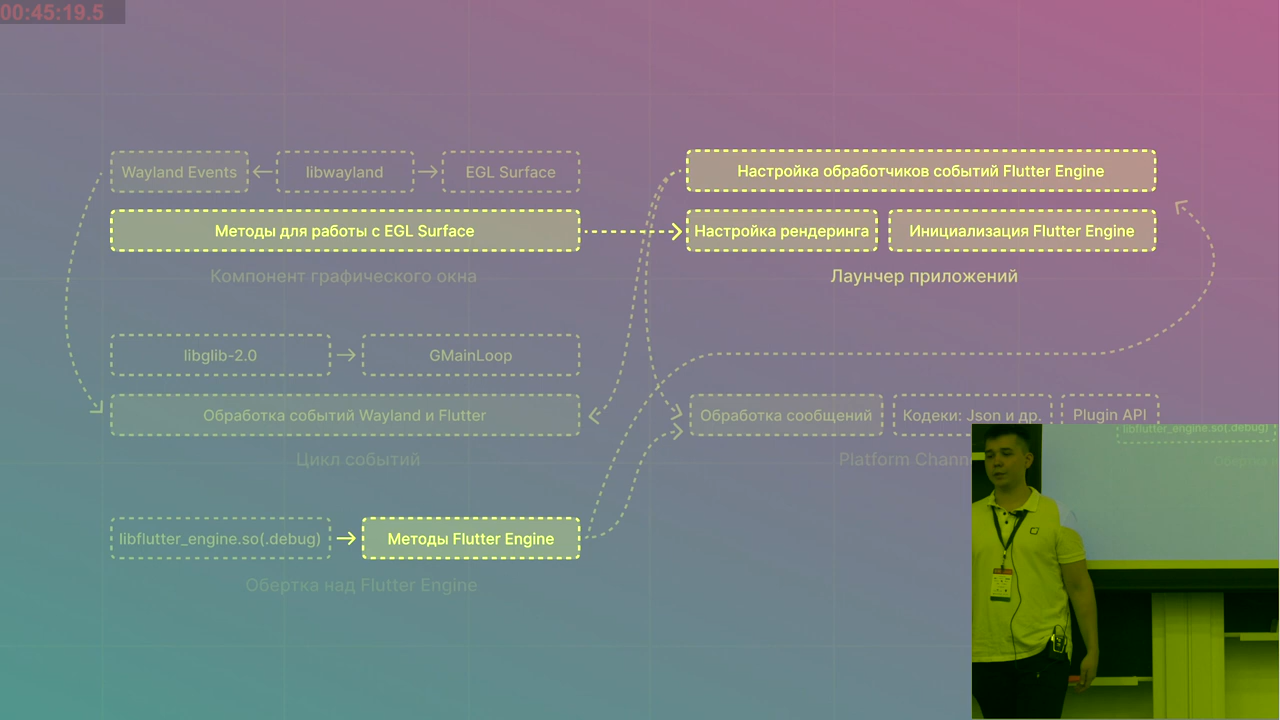 00:45:19.5
Wayland Events
libwayland
EGL Surface
Методы для работы с EGL Surface
Компонент графического окна
Настройка обработчиков событий Flutter Engine
Настройка рендеринга
Инициализация Flutter Engine
Лаунчер приложений
libglib-2.0
GMainLoop
Обработка событий Wayland и Flutter
Цикл событий
Обработка сообщений
Кодеки: Json и др.
Plugin API
Platform Chann
libflutter_engine.so(.debug)
Методы Flutter Engine
Обертка над Flutter Engine
libflutter_engine.so(.debug)